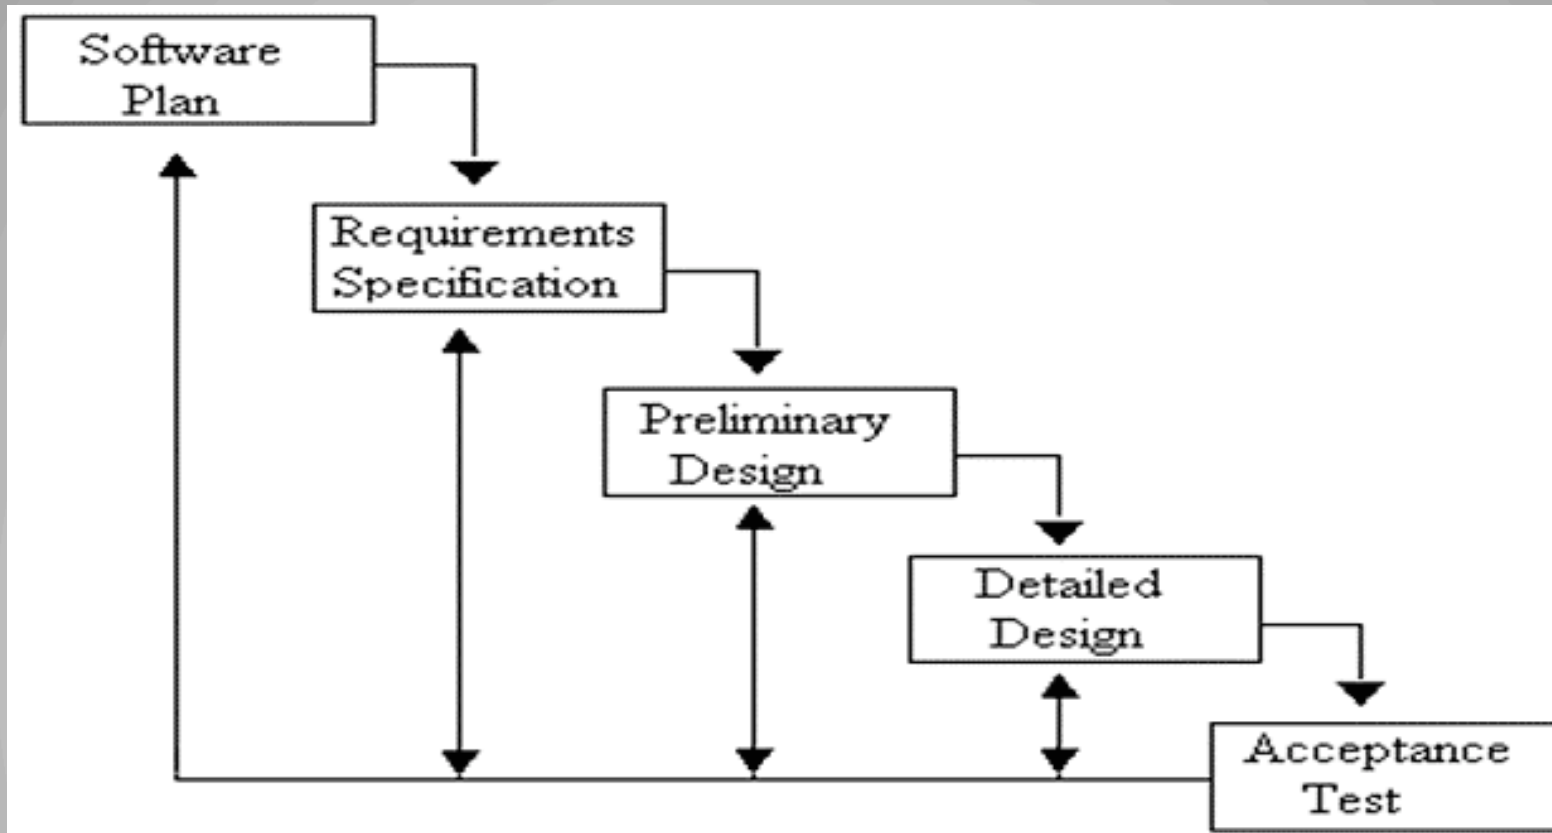 Software
Plan
Requirements
Specification
Preliminary
Design
Detailed
Design
Acceptance
Test